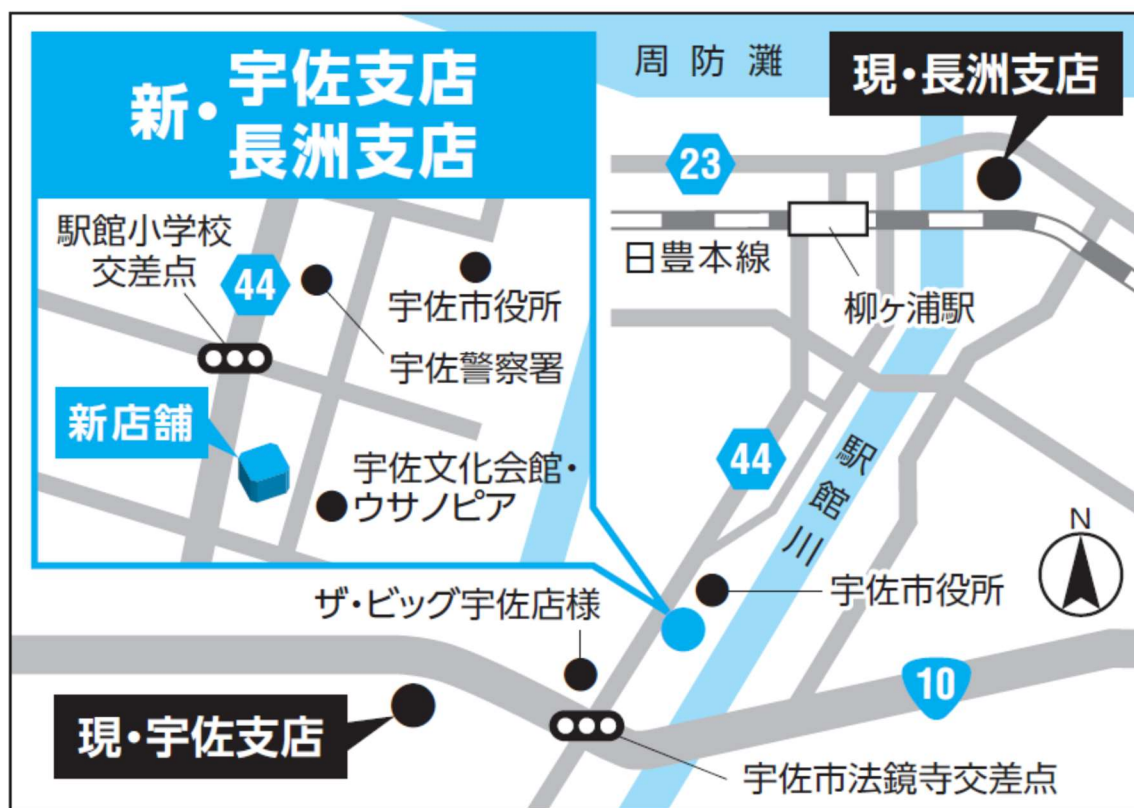 新・宇佐支店
長洲支店
駅館小学校
交差点
44
宇佐市役所
宇佐警察署
新店舗
宇佐文化会館・
ウサノピア
周防灘
現・長洲支店
23
日豊本線
柳ヶ浦駅
44
駅館川
N
宇佐市役所
ザ・ビッグ宇佐店様
10
現・宇佐支店
宇佐市法鏡寺交差点